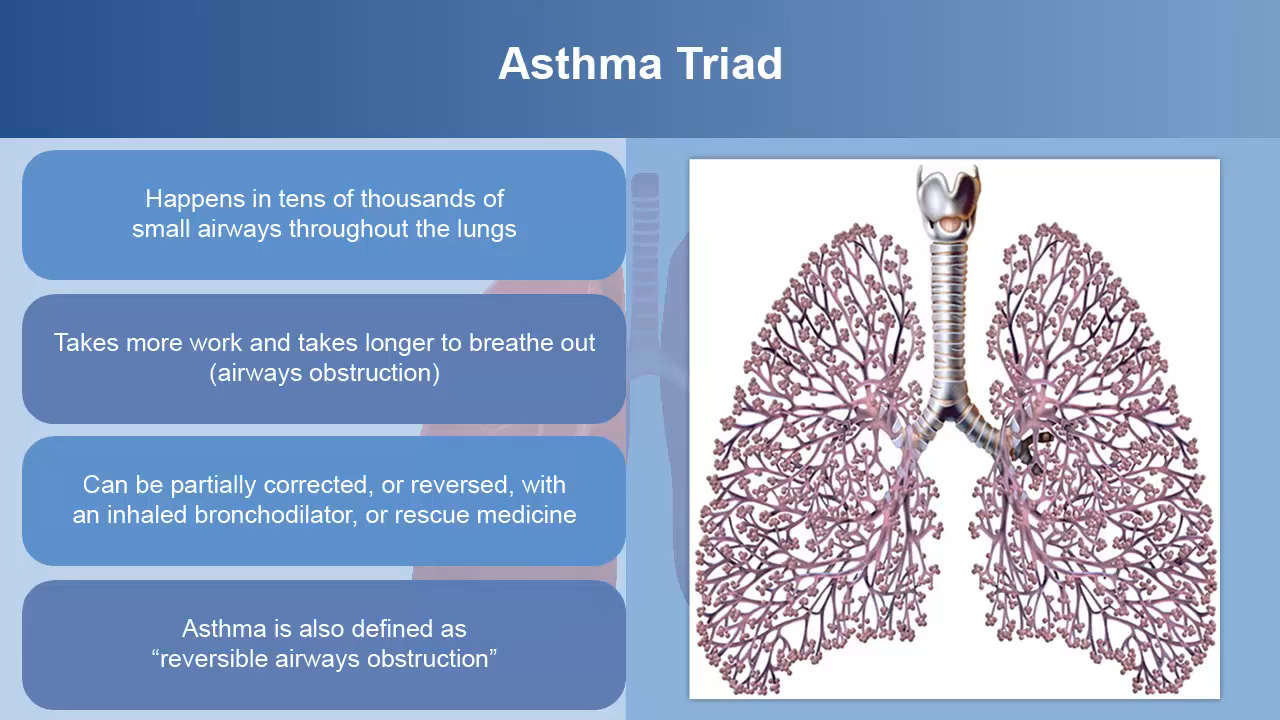 Asthma Triad
Happens in tens of thousands of
small airways throughout the lungs
Takes more work and takes longer to breathe out
(airways obstruction)
Can be partially corrected, or reversed, with
an inhaled bronchodilator, or rescue medicine
Asthma is also defined as
“reversible airways obstruction”